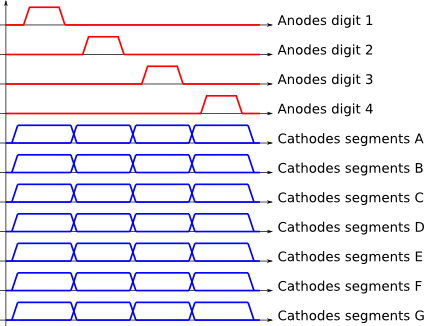 Anodes digit 1
Anodes digit 2
Anodes digit 3
Anodes digit 4
Cathodes segments A
Cathodes segments B
Cathodes segments C
Cathodes segments D
Cathodes segments E
Cathodes segments F
Cathodes segments G